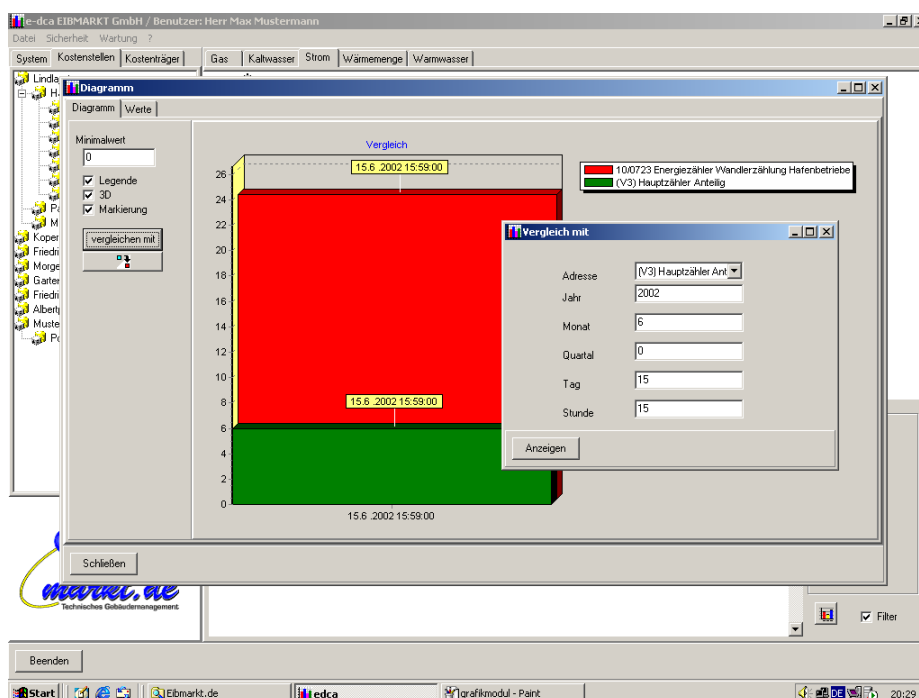 e-dca EIBMARKT GmbH / Benutzer: Herr Max Mustermann
Datei Sicherheit Wartung ?
System Kostenstellen Kostenträger
Gas Kaltwasser Strom Wärmemenge Warmwasser
Diagramm
Diagramm Werte
Minimalwert
0
Legende
3D
Markierung
vergleichen mit
Vergleich
15.6 .2002 15:59:00
26
24
22
20
18
16
14
12
10
8
6
4
2
0
15.6 .2002 15:59:00
15.6 .2002 15:59:00
10/0723 Energiezähler Wandlerzählung Hafenbetriebe
(V3) Hauptzähler Anteilig
Vergleich mit
Adresse (V3) Hauptzähler Ant
Jahr 2002
Monat 6
Quartal 0
Tag 15
Stunde 15
Anzeigen
Schließen
markt.de
Technisches Gebäudemanagement
Filter
Beenden
Start Eibmarkt.de edca grafikmodul - Paint DE 20:29